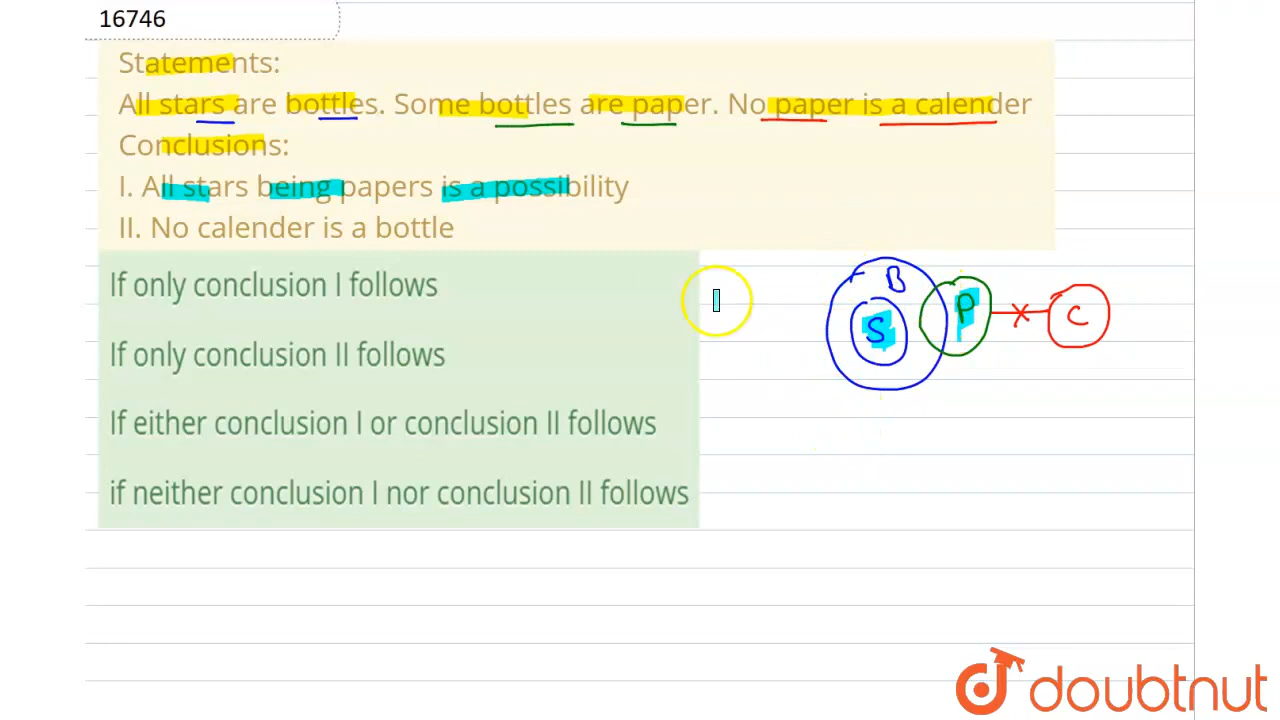 16746
Statements:
All stars are bottles. Some bottles are paper. No paper is a calender
Conclusions:
I. All stars being papers is a possibility
II. No calender is a bottle
If only conclusion I follows
If only conclusion II follows
If either conclusion I or conclusion II follows
if neither conclusion I nor conclusion II follows
B
S
P
C
doubtnut